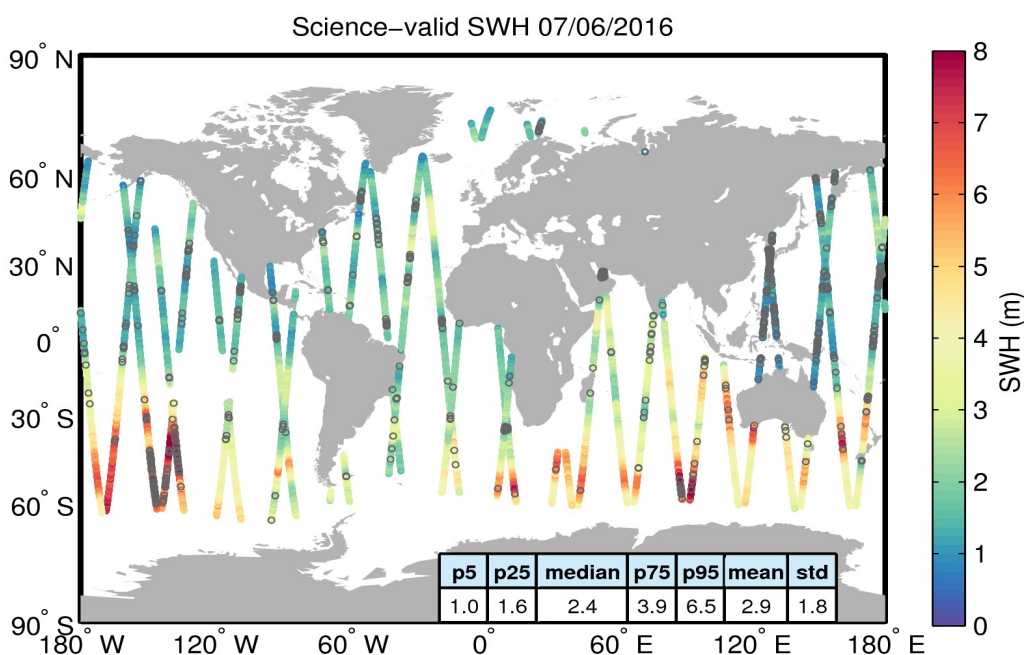 Science−valid SWH 07/06/2016
90° N
60° N
30° N
0°
30° S
60° S
90° S
180° W
120° W
60° W
0°
60° E
120° E
180° E
p5 p25 median p75 p95 mean std
1.0 1.6 2.4 3.9 6.5 2.9 1.8
8
7
6
5
4
3
2
1
0
SWH (m)